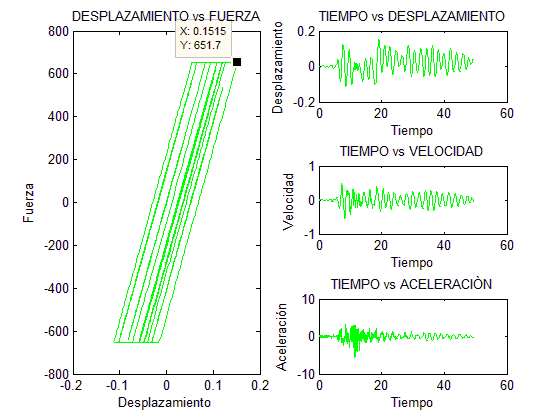 DESPLAZAMIENTO vs FUERZA
X: 0.1515
Y: 651.7
800
600
400
200
0
-200
-400
-600
-800
Fuerza
-0.2 -0.1 0 0.1 0.2
Desplazamiento
TIEMPO vs DESPLAZAMIENTO
0.2
0
-0.2
Desplazamiento
0 20 40 60
Tiempo
TIEMPO vs VELOCIDAD
1
0
-1
Velocidad
0 20 40 60
Tiempo
TIEMPO vs ACELERACIÒN
10
0
-10
Aceleración
0 20 40 60
Tiempo